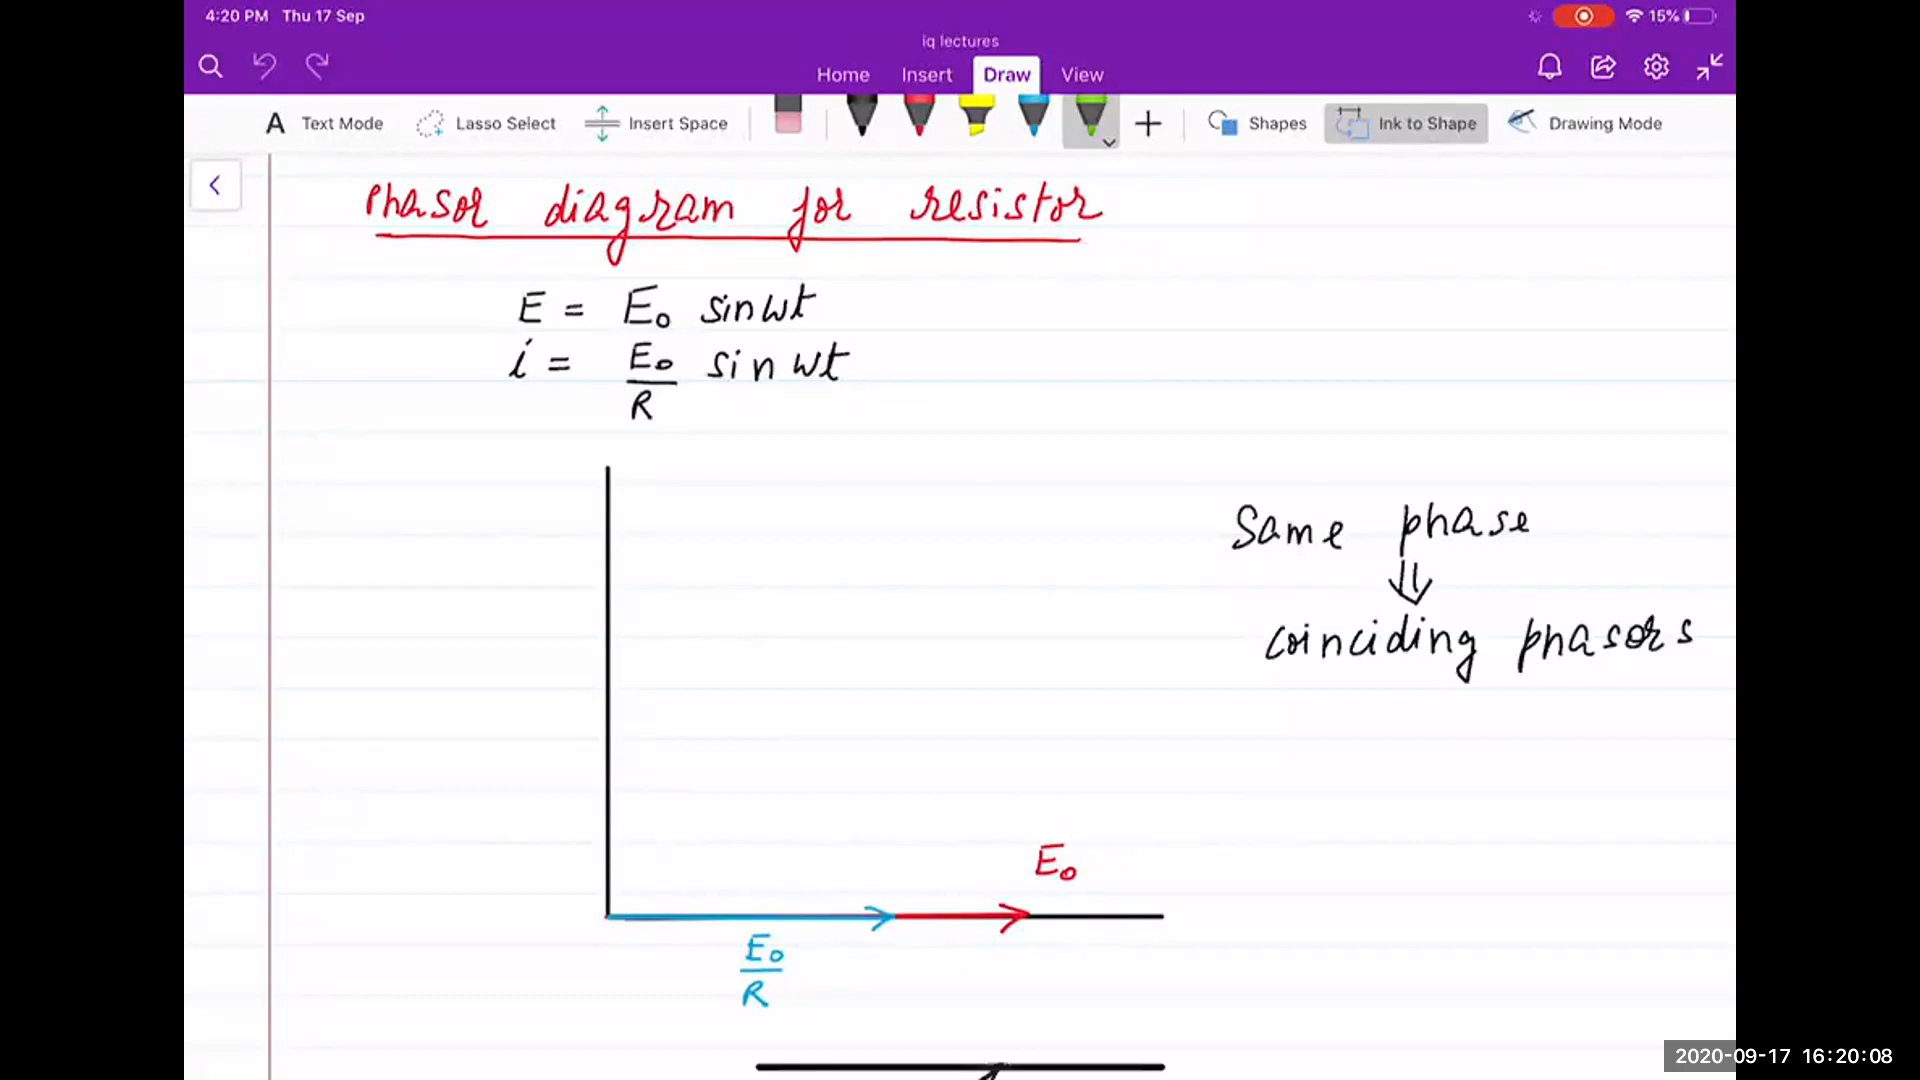 4:20 PM Thu 17 Sep
15%
iq lectures
Home Insert Draw View
A Text Mode Lasso Select Insert Space Shapes Ink to Shape Drawing Mode
Phasor diagram for resistor
E = E₀ sinωt
i = E₀/R sin ωt
Same phase
⇓
coinciding phasors
E₀
E₀/R
2020-09-17 16:20:08